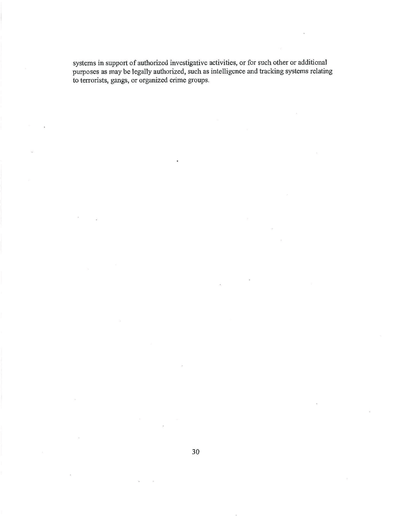 systems in support of authorized investigative activities, or for such other or additional
purposes as may be legally authorized, such as intelligence and tracking systems relating
to terrorists, gangs, or organized crime groups.
30